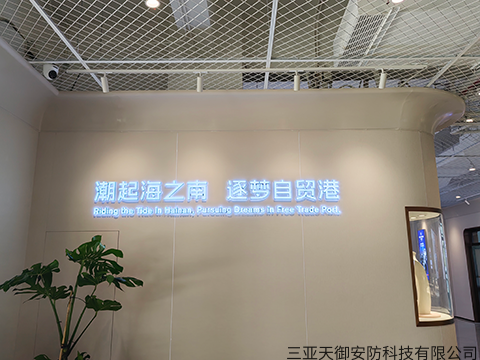 潮起海之南 逐梦自贸港
Riding the Tide in Hainan, Pursuing Dreams in Free Trade Port.
三亚天御安防科技有限公司